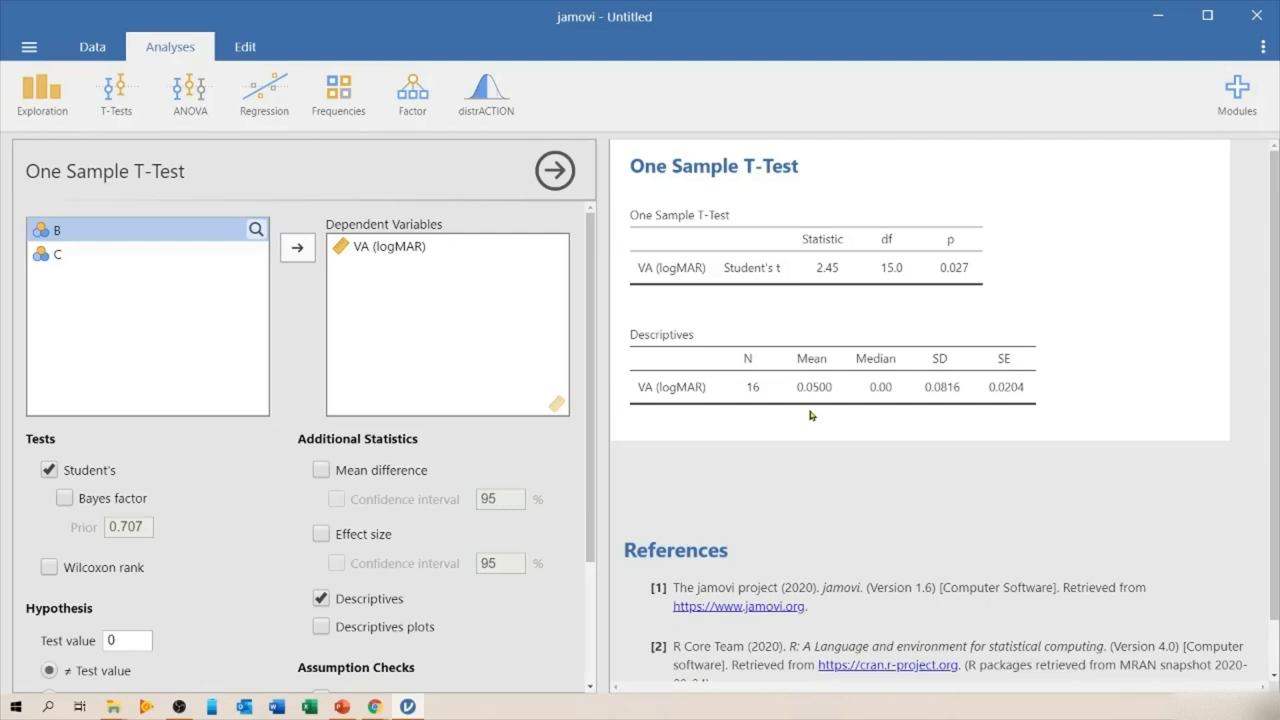 jamovi - Untitled
Data Analyses Edit
Exploration T-Tests ANOVA Regression Frequencies Factor distrACTION Modules
One Sample T-Test
B
C
Dependent Variables
VA (logMAR)
Tests
Student's
Bayes factor
Prior 0.707
Wilcoxon rank
Hypothesis
Test value 0
≠ Test value
Additional Statistics
Mean difference
Confidence interval 95 %
Effect size
Confidence interval 95 %
Descriptives
Descriptives plots
Assumption Checks
One Sample T-Test
One Sample T-Test
Statistic df p
VA (logMAR) Student's t 2.45 15.0 0.027
Descriptives
N Mean Median SD SE
VA (logMAR) 16 0.0500 0.00 0.0816 0.0204
References
[1] The jamovi project (2020). jamovi. (Version 1.6) [Computer Software]. Retrieved from
https://www.jamovi.org.
[2] R Core Team (2020). R: A Language and environment for statistical computing. (Version 4.0) [Computer
software]. Retrieved from https://cran.r-project.org. (R packages retrieved from MRAN snapshot 2020-